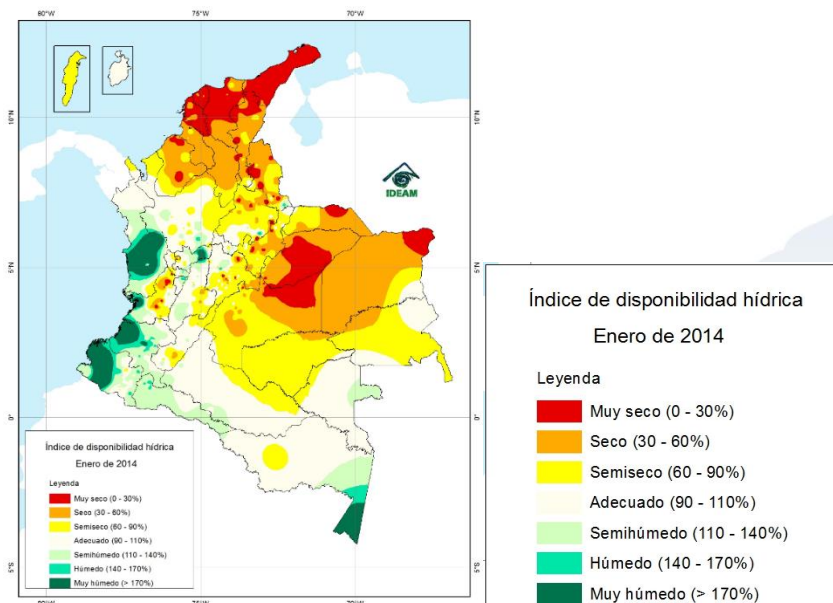 80°W 75°W 70°W
10°N 10°N
IDEAM
5°N 5°N
0° 0°
5°S 5°S
80°W 75°W 70°W
Índice de disponibilidad hídrica
Enero de 2014
Leyenda
Muy seco (0 - 30%)
Seco (30 - 60%)
Semiseco (60 - 90%)
Adecuado (90 - 110%)
Semihúmedo (110 - 140%)
Húmedo (140 - 170%)
Muy húmedo (> 170%)
Índice de disponibilidad hídrica
Enero de 2014
Leyenda
Muy seco (0 - 30%)
Seco (30 - 60%)
Semiseco (60 - 90%)
Adecuado (90 - 110%)
Semihúmedo (110 - 140%)
Húmedo (140 - 170%)
Muy húmedo (> 170%)